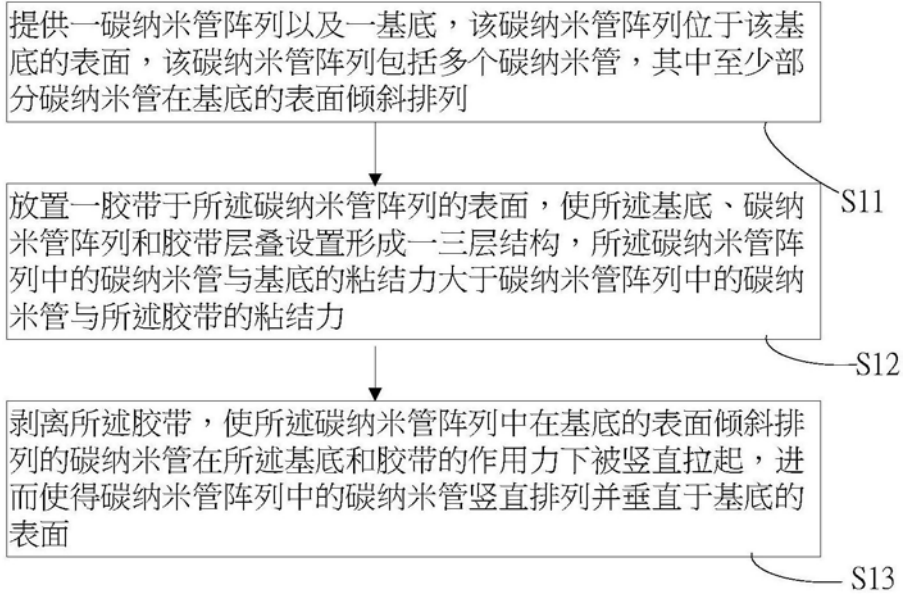 提供一碳纳米管阵列以及一基底，该碳纳米管阵列位于该基
底的表面，该碳纳米管阵列包括多个碳纳米管，其中至少部
分碳纳米管在基底的表面倾斜排列
S11
放置一胶带于所述碳纳米管阵列的表面，使所述基底、碳纳
米管阵列和胶带层叠设置形成一三层结构，所述碳纳米管阵
列中的碳纳米管与基底的粘结力大于碳纳米管阵列中的碳纳
米管与所述胶带的粘结力
S12
剥离所述胶带，使所述碳纳米管阵列中在基底的表面倾斜排
列的碳纳米管在所述基底和胶带的作用力下被竖直拉起，进
而使得碳纳米管阵列中的碳纳米管竖直排列并垂直于基底的
表面
S13